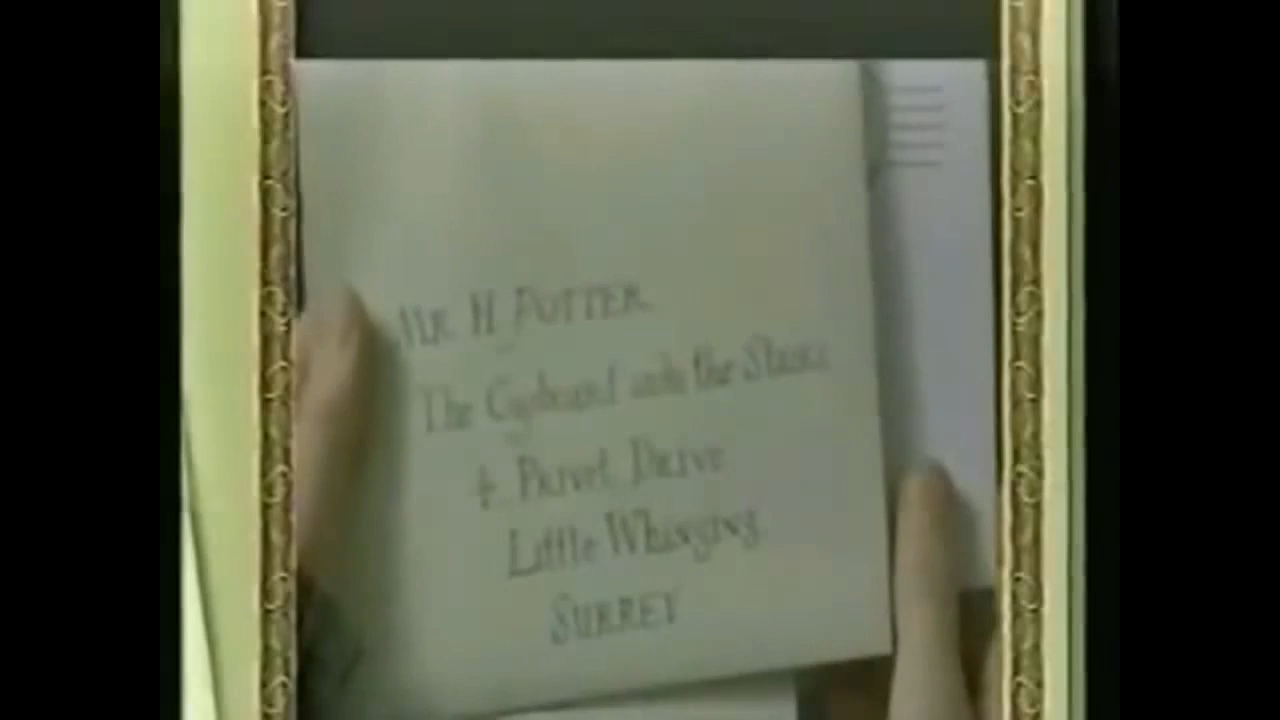 MR H POTTER
The Cupboard under the Stairs
4 Privet Drive
Little Whinging
SURREY